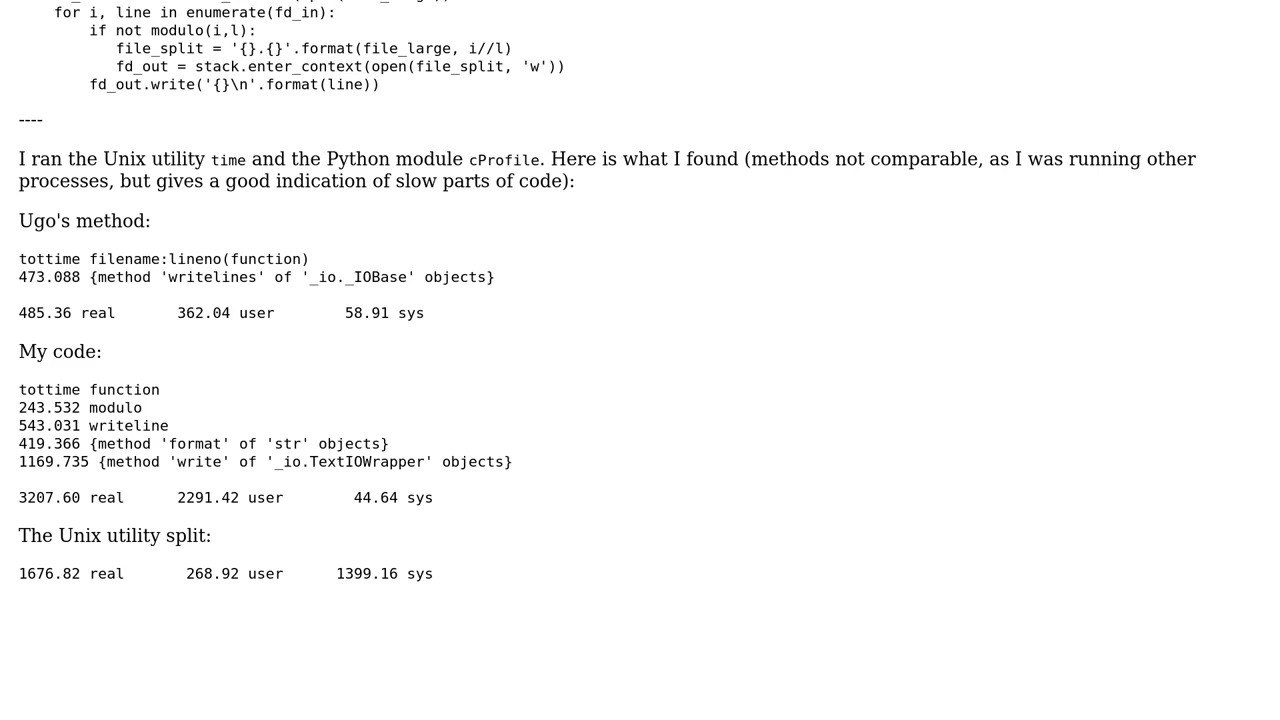 for i, line in enumerate(fd_in):
if not modulo(i,l):
file_split = '{}.{}'.format(file_large, i//l)
fd_out = stack.enter_context(open(file_split, 'w'))
fd_out.write('{}\n'.format(line))
----
I ran the Unix utility time and the Python module cProfile. Here is what I found (methods not comparable, as I was running other
processes, but gives a good indication of slow parts of code):
Ugo's method:
tottime filename:lineno(function)
473.088 {method 'writelines' of '_io._IOBase' objects}
485.36 real       362.04 user        58.91 sys
My code:
tottime function
243.532 modulo
543.031 writeline
419.366 {method 'format' of 'str' objects}
1169.735 {method 'write' of '_io.TextIOWrapper' objects}
3207.60 real      2291.42 user        44.64 sys
The Unix utility split:
1676.82 real       268.92 user      1399.16 sys